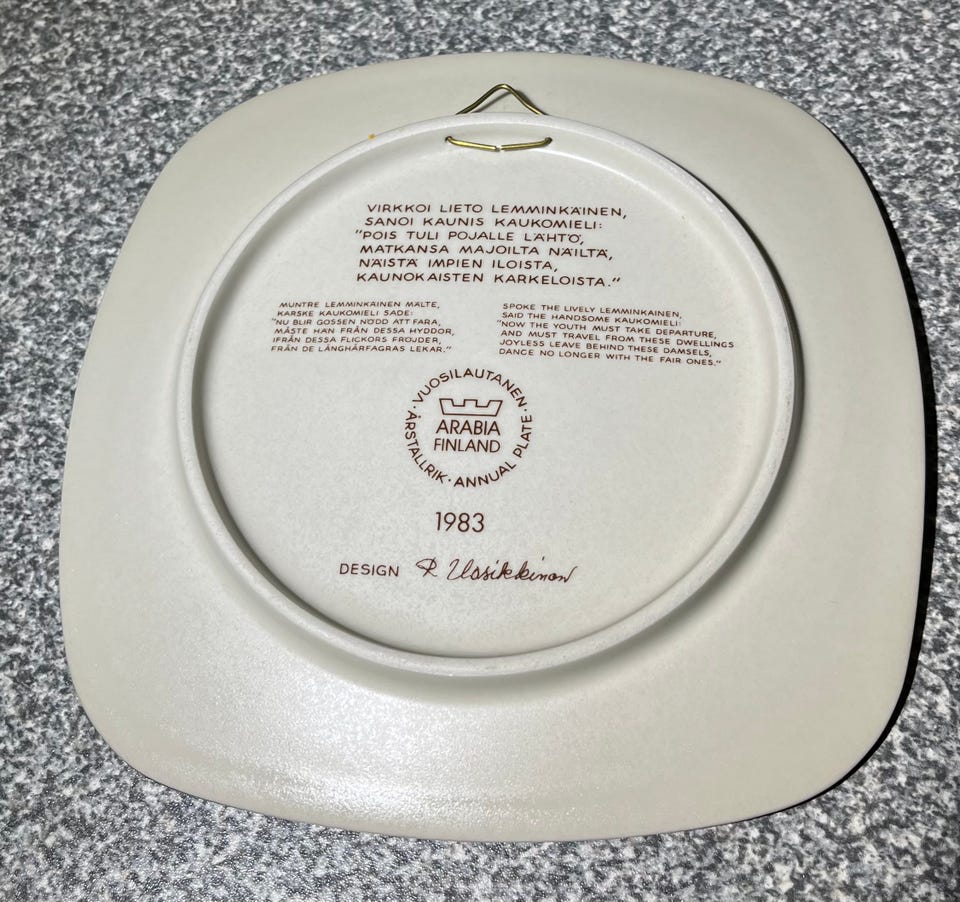 VIRKKOI LIETO LEMMINKÄINEN,
SANOI KAUNIS KAUKOMIELI:
"POIS TULI POJALLE LÄHTÖ,
MATKANSA MAJOILTA NÄILTÄ,
NÄISTÄ IMPIEN ILOISTA,
KAUNOKAISTEN KARKELOISTA."
MUNTRE LEMMINKÄINEN MÄLTE,
KARSKE KAUKOMIELI SADE:
"NU BLIR GOSSEN NÖDD ATT FARA,
MÅSTE HAN FRÅN DESSA HYDDOR,
IFRÅN DESSA FLICKORS FRÖJDER,
FRÅN DE LÅNGHÅRFAGRAS LEKAR."
SPOKE THE LIVELY LEMMINKAINEN,
SAID THE HANDSOME KAUKOMIELI:
"NOW THE YOUTH MUST TAKE DEPARTURE,
AND MUST TRAVEL FROM THESE DWELLINGS
JOYLESS LEAVE BEHIND THESE DAMSELS,
DANCE NO LONGER WITH THE FAIR ONES."
· VUOSILAUTANEN ·
ARABIA
FINLAND
ÅRSTALLRIK · ANNUAL PLATE ·
1983
DESIGN R Uosikkinen